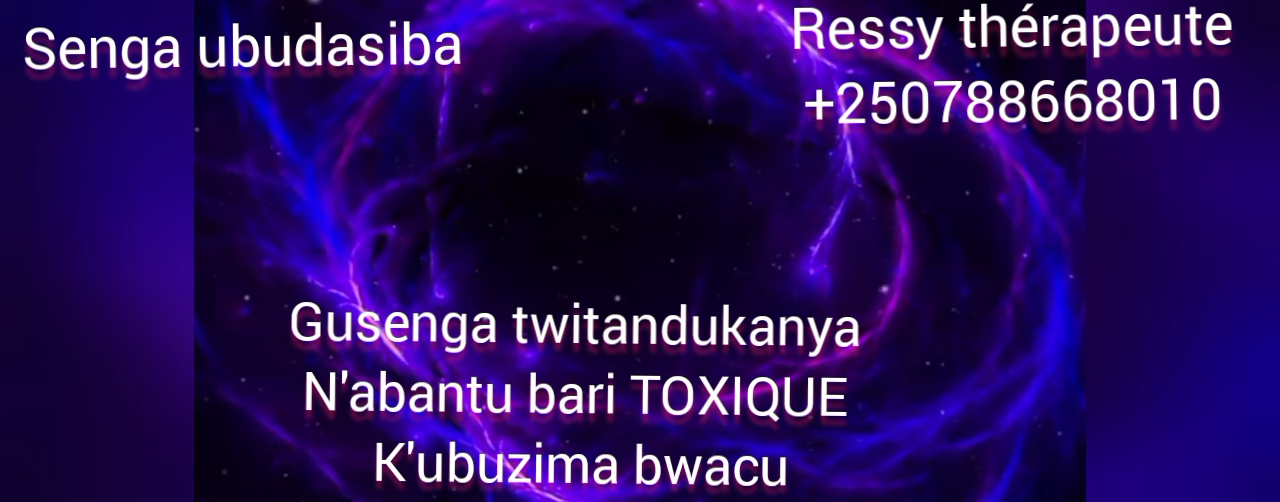 Senga ubudasiba
Ressy thérapeute
+250788668010
Gusenga twitandukanya
N'abantu bari TOXIQUE
K'ubuzima bwacu